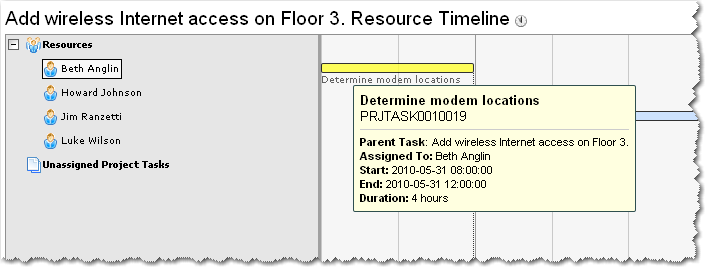 Add wireless Internet access on Floor 3. Resource Timeline
Resources
Beth Anglin
Determine modem locations
Howard Johnson
Jim Ranzetti
Luke Wilson
Unassigned Project Tasks
Determine modem locations
PRJTASK0010019
Parent Task: Add wireless Internet access on Floor 3.
Assigned To: Beth Anglin
Start: 2010-05-31 08:00:00
End: 2010-05-31 12:00:00
Duration: 4 hours